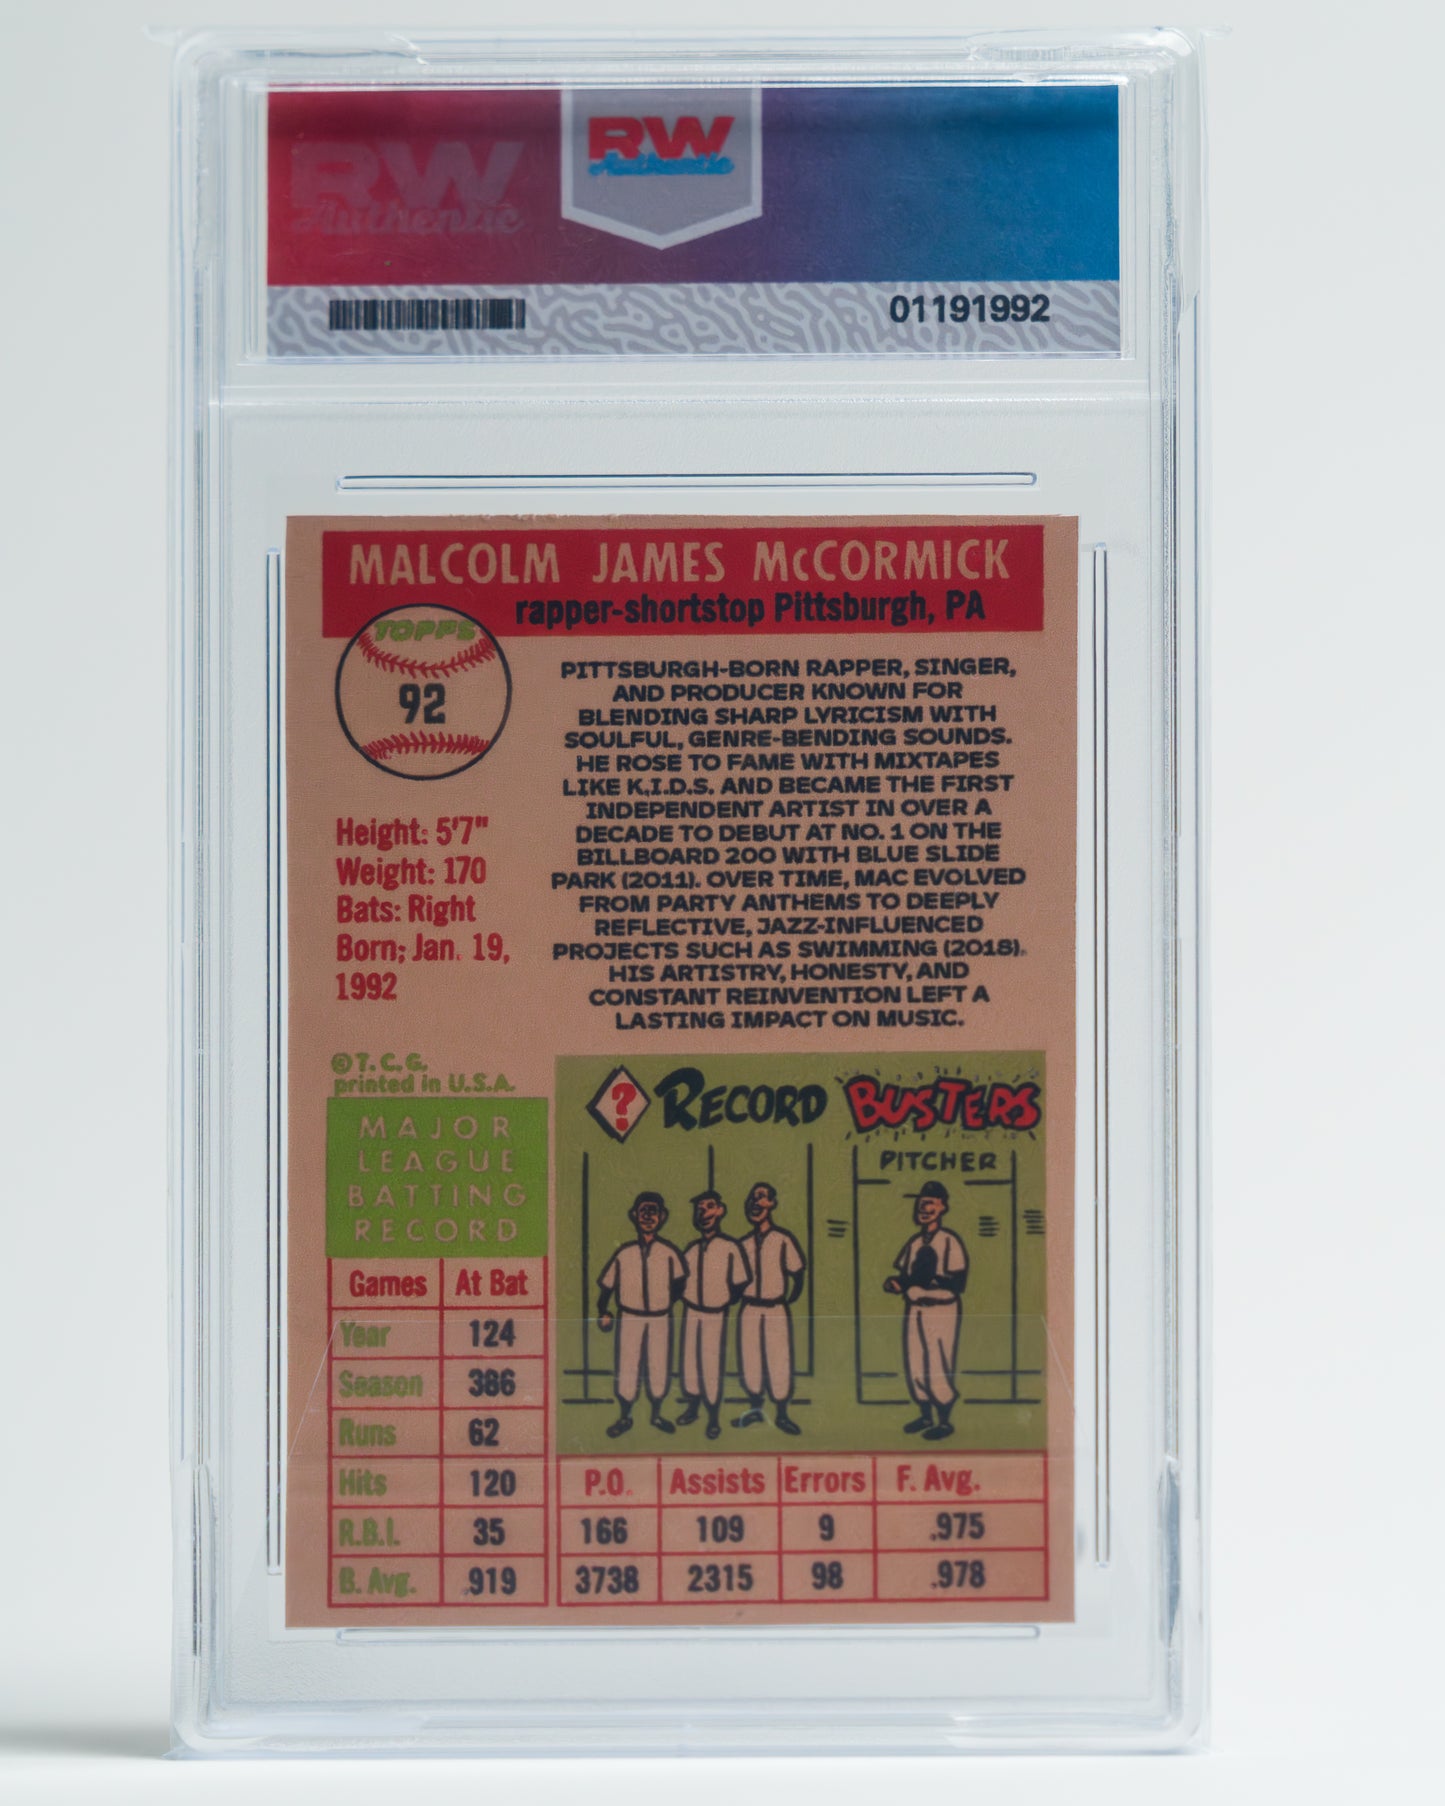 RW
Authentic
RW
Authentic
01191992
MALCOLM JAMES McCORMICK
rapper-shortstop Pittsburgh, PA
TOPPS
92
PITTSBURGH-BORN RAPPER, SINGER,
AND PRODUCER KNOWN FOR
BLENDING SHARP LYRICISM WITH
SOULFUL, GENRE-BENDING SOUNDS.
HE ROSE TO FAME WITH MIXTAPES
LIKE K.I.D.S. AND BECAME THE FIRST
INDEPENDENT ARTIST IN OVER A
DECADE TO DEBUT AT NO. 1 ON THE
BILLBOARD 200 WITH BLUE SLIDE
PARK (2011). OVER TIME, MAC EVOLVED
FROM PARTY ANTHEMS TO DEEPLY
REFLECTIVE, JAZZ-INFLUENCED
PROJECTS SUCH AS SWIMMING (2018).
HIS ARTISTRY, HONESTY, AND
CONSTANT REINVENTION LEFT A
LASTING IMPACT ON MUSIC.
Height: 5'7"
Weight: 170
Bats: Right
Born; Jan. 19,
1992
© T. C. G.
printed in U.S.A.
MAJOR
LEAGUE
BATTING
RECORD
Games At Bat
Year 124
Season 386
Runs 62
Hits 120
R.B.I. 35
B. Avg. .919
? RECORD BUSTERS
PITCHER
P.O. Assists Errors F. Avg.
166 109 9 .975
3738 2315 98 .978